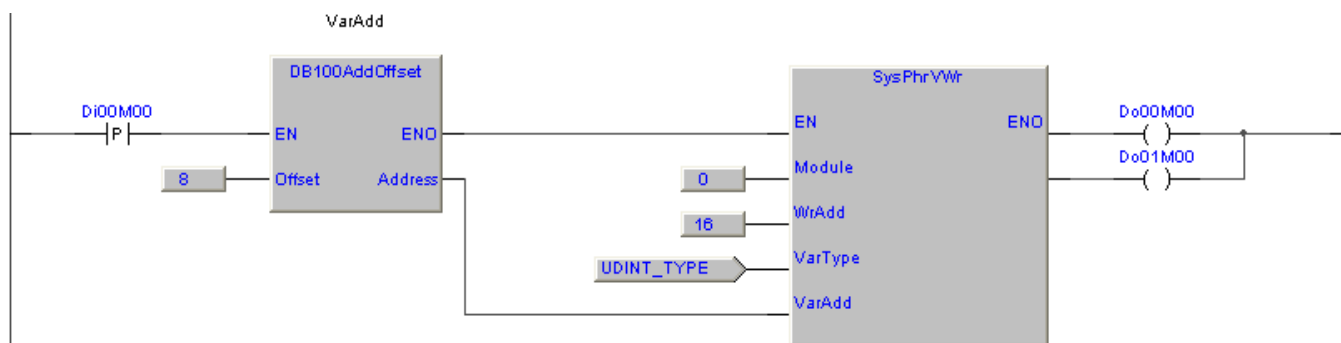 VarAdd
DB100AddOffset
SysPhrVWr
Di00M00
Do00M00
P
EN
ENO
EN
ENO
Do01M00
8
Offset
Address
0
Module
16
WrAdd
UDINT_TYPE
VarType
VarAdd